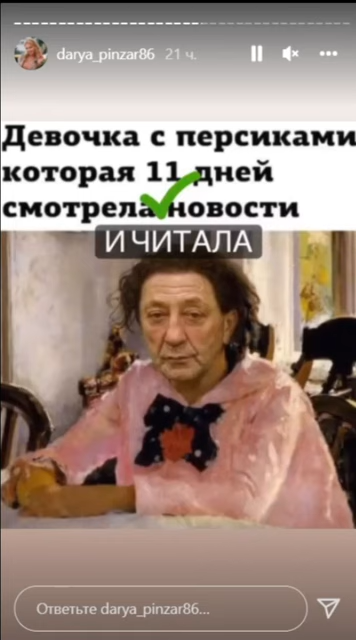 darya_pinzar86 21 ч.
Девочка с персиками
которая 11 дней
смотрела новости
И ЧИТАЛА
Ответьте darya_pinzar86...